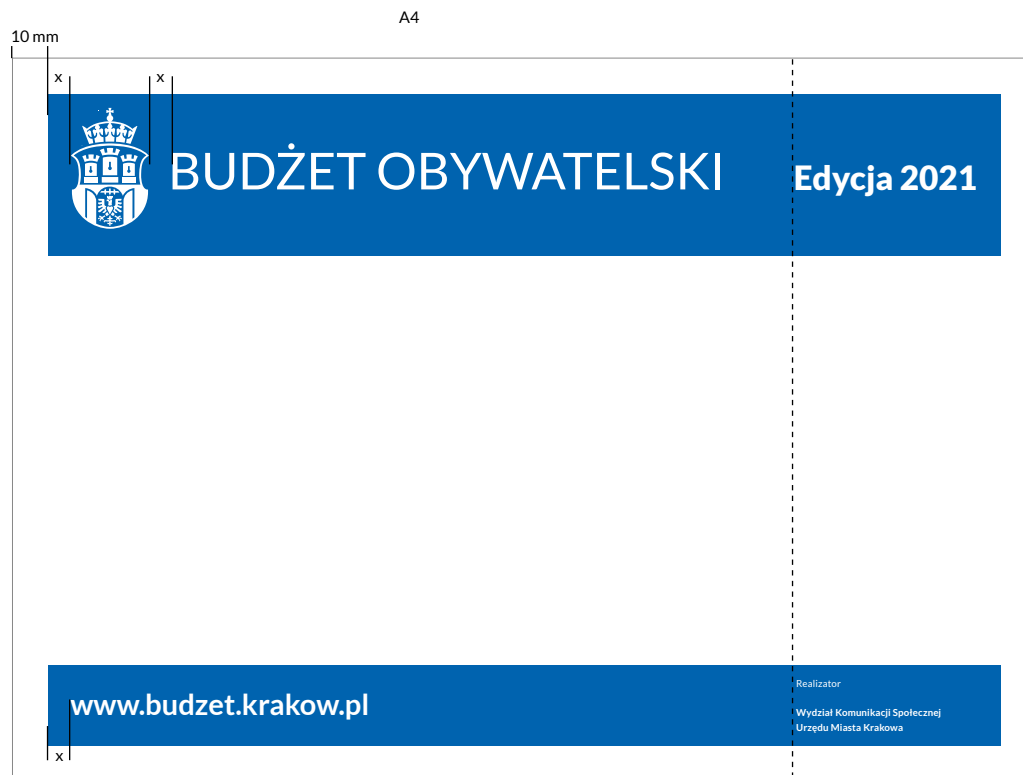 A4
10 mm
x x
BUDŻET OBYWATELSKI
Edycja 2021
www.budzet.krakow.pl
Realizator
Wydział Komunikacji Społecznej
Urzędu Miasta Krakowa
x